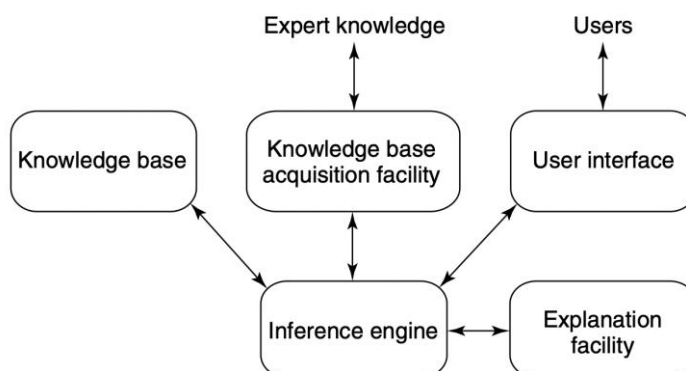 Expert knowledge
Users
Knowledge base
Knowledge base
acquisition facility
User interface
Inference engine
Explanation
facility